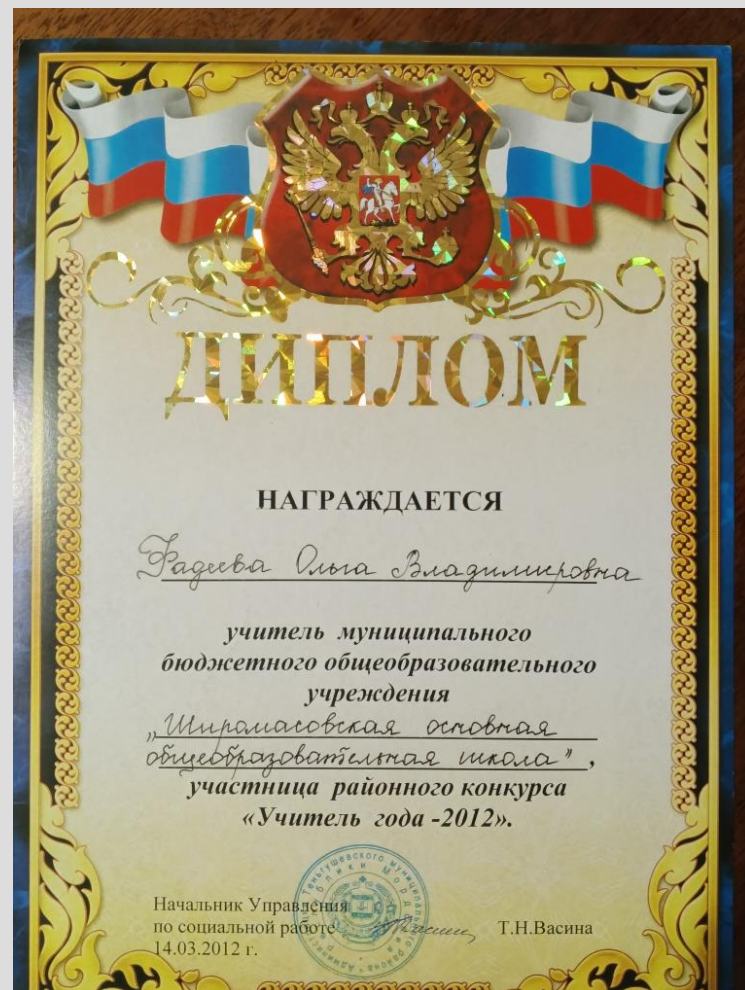 ДИПЛОМ
НАГРАЖДАЕТСЯ
Фадеева Ольга Владимировна
учитель муниципального
бюджетного общеобразовательного
учреждения
„Широмасовская основная
общеобразовательная школа",
участница районного конкурса
«Учитель года -2012».
Начальник Управления
по социальной работе Т.Н.Васина
14.03.2012 г.